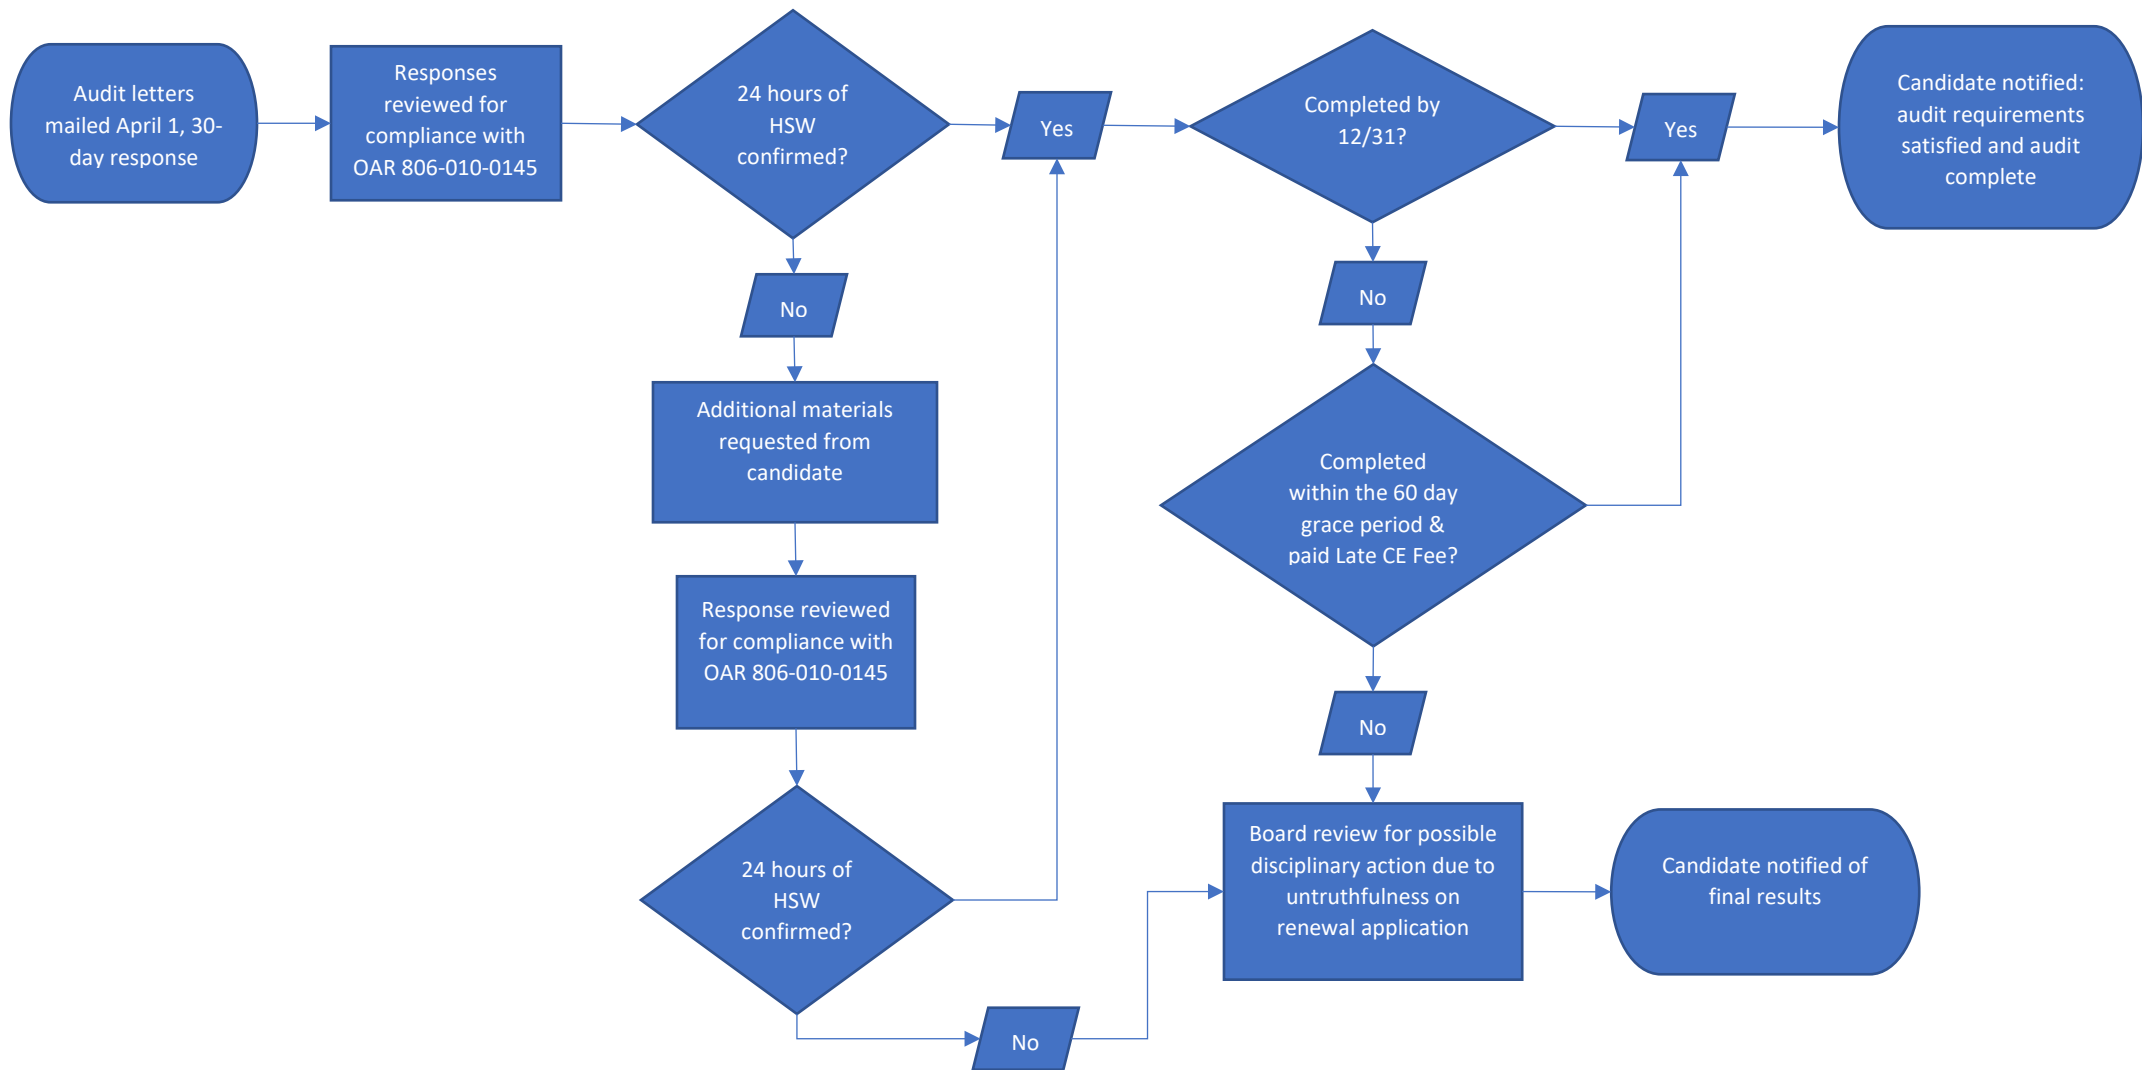 Audit letters
mailed April 1, 30-
day response
Responses
reviewed for
compliance with
OAR 806-010-0145
24 hours of
HSW
confirmed?
Yes
Completed by
12/31?
Yes
Candidate notified:
audit requirements
satisfied and audit
complete
No
No
Additional materials
requested from
candidate
Completed
within the 60 day
grace period &
paid Late CE Fee?
Response reviewed
for compliance with
OAR 806-010-0145
No
24 hours of
HSW
confirmed?
Board review for possible
disciplinary action due to
untruthfulness on
renewal application
Candidate notified of
final results
No